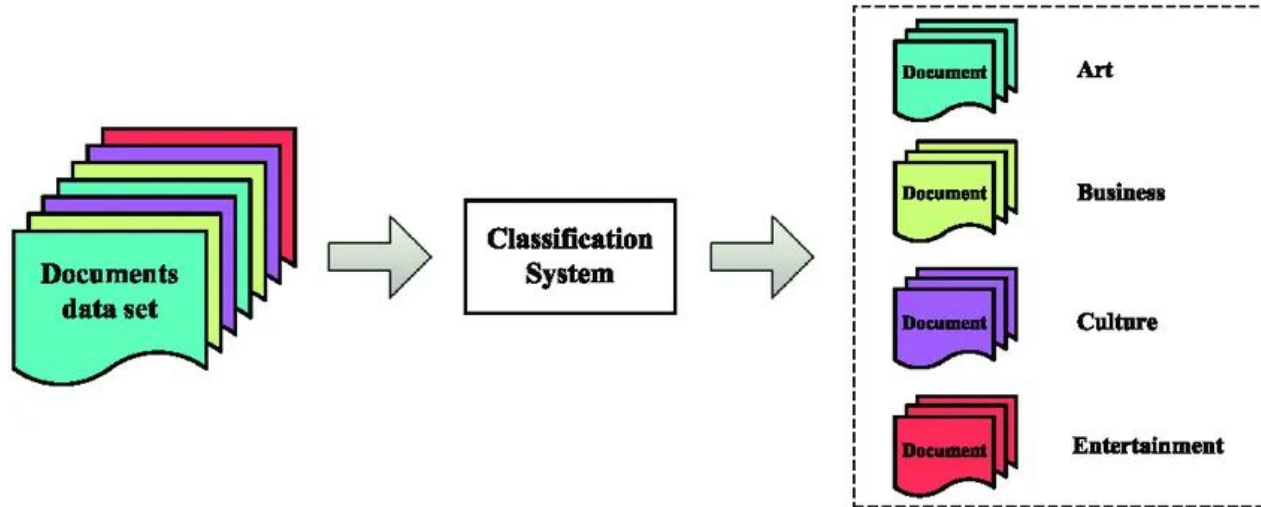 Documents
data set
Classification
System
Document
Art
Document
Business
Document
Culture
Document
Entertainment